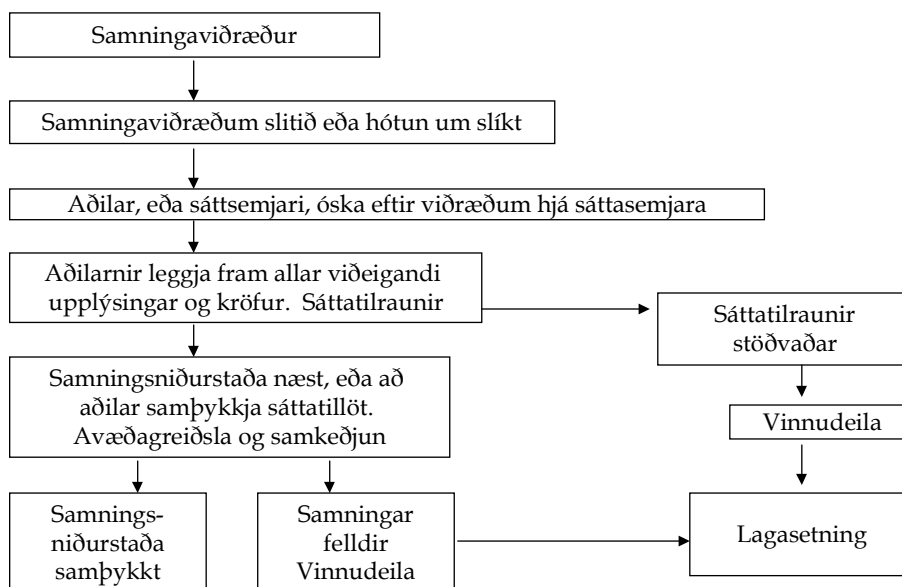 Samningaviðræður
Samningaviðræðum slitið eða hótun um slíkt
Aðilar, eða sáttsemjari, óska eftir viðræðum hjá sáttasemjara
Aðilarnir leggja fram allar viðeigandi
upplýsingar og kröfur. Sáttatilraunir
Sáttatilraunir
stöðvaðar
Samningsniðurstaða næst, eða að
aðilar samþykkja sáttatillöt.
Avæðagreiðsla og samkeðjun
Vinnudeila
Samnings-
niðurstaða
samþykkt
Samningar
felldir
Vinnudeila
Lagasetning